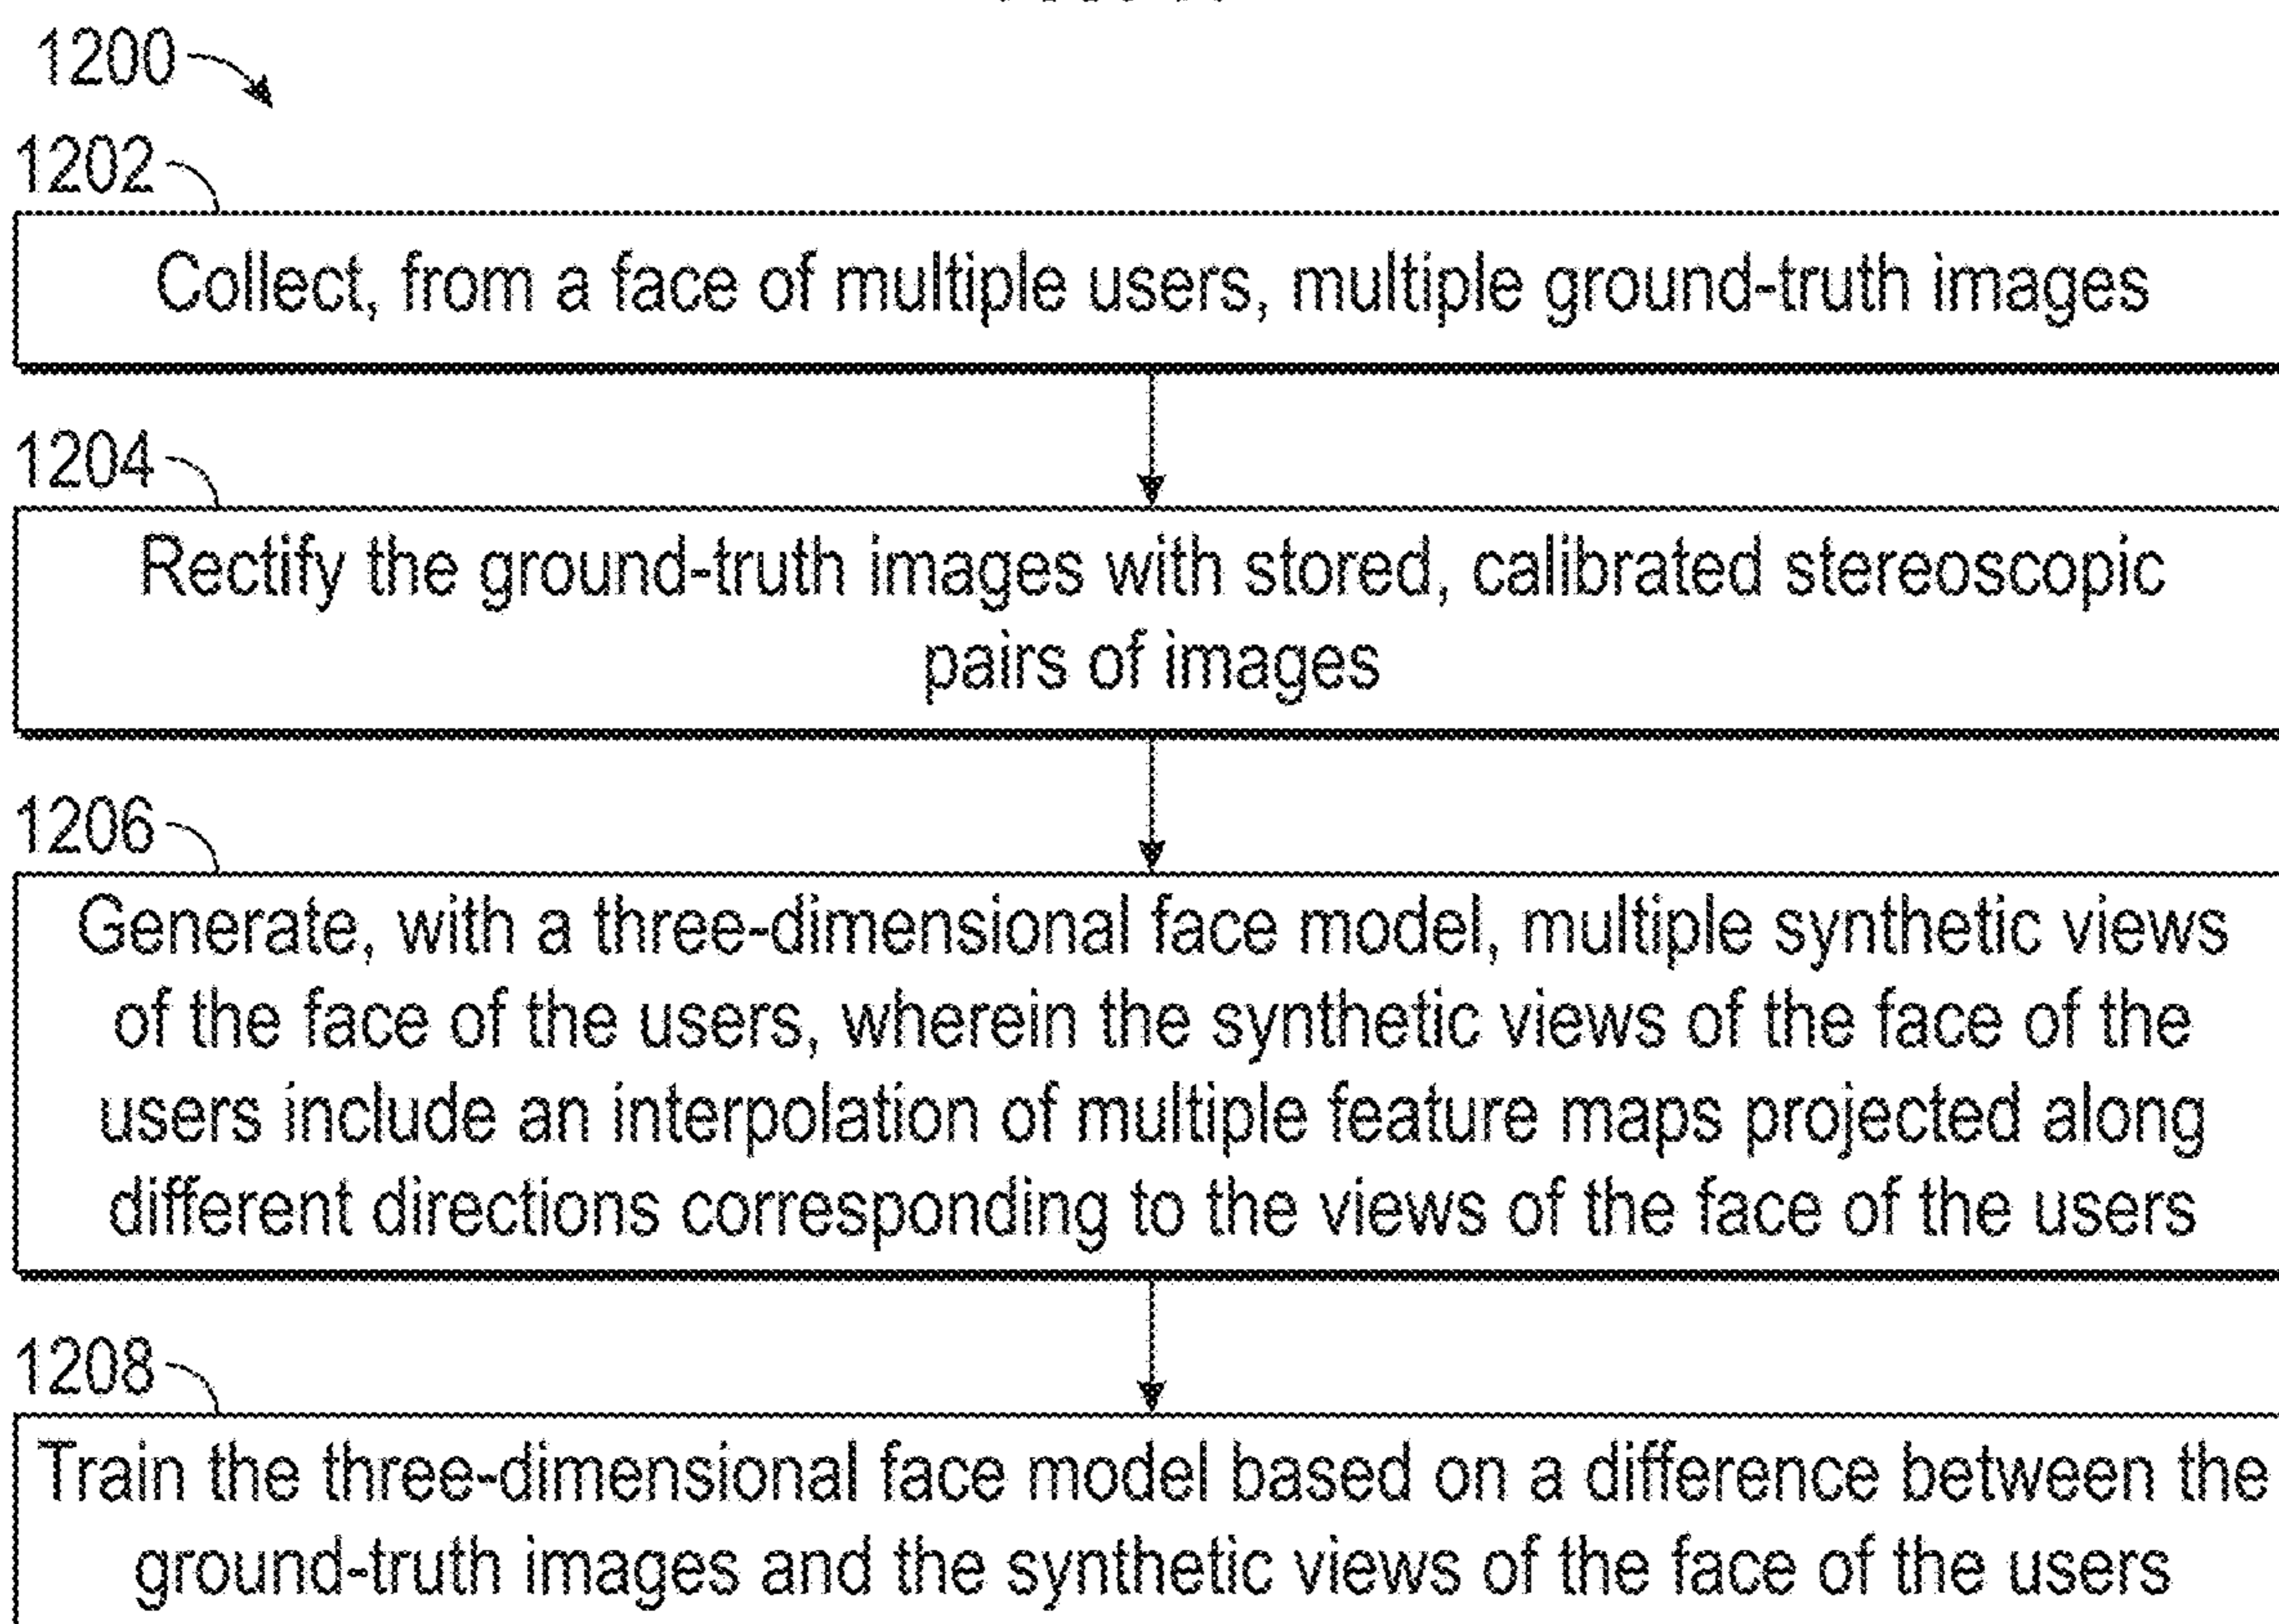 1200
1202
Collect, from a face of multiple users, multiple ground-truth images
1204
Rectify the ground-truth images with stored, calibrated stereoscopic
pairs of images
1206
Generate, with a three-dimensional face model, multiple synthetic views
of the face of the users, wherein the synthetic views of the face of the
users include an interpolation of multiple feature maps projected along
different directions corresponding to the views of the face of the users
1208
Train the three-dimensional face model based on a difference between the
ground-truth images and the synthetic views of the face of the users